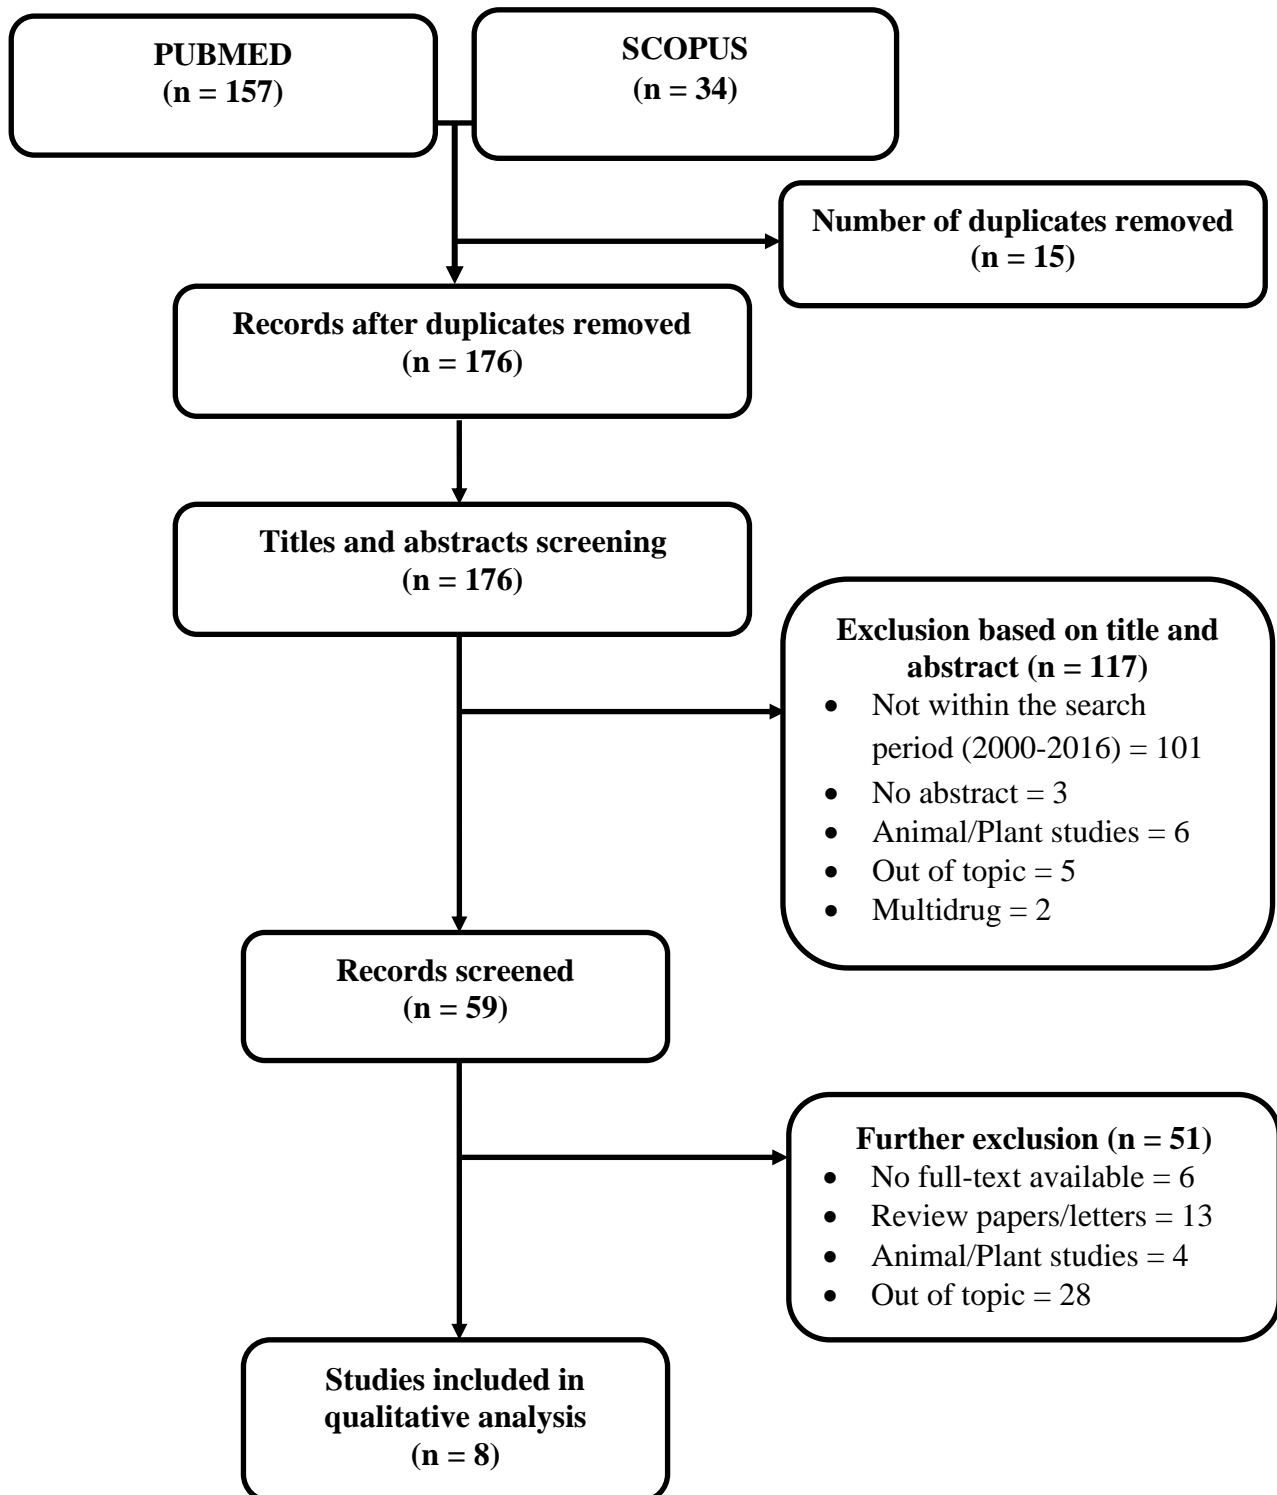 PUBMED
(n = 157)
SCOPUS
(n = 34)
Number of duplicates removed
(n = 15)
Records after duplicates removed
(n = 176)
Titles and abstracts screening
(n = 176)
Exclusion based on title and
abstract (n = 117)
• Not within the search
period (2000-2016) = 101
• No abstract = 3
• Animal/Plant studies = 6
• Out of topic = 5
• Multidrug = 2
Records screened
(n = 59)
Further exclusion (n = 51)
• No full-text available = 6
• Review papers/letters = 13
• Animal/Plant studies = 4
• Out of topic = 28
Studies included in
qualitative analysis
(n = 8)